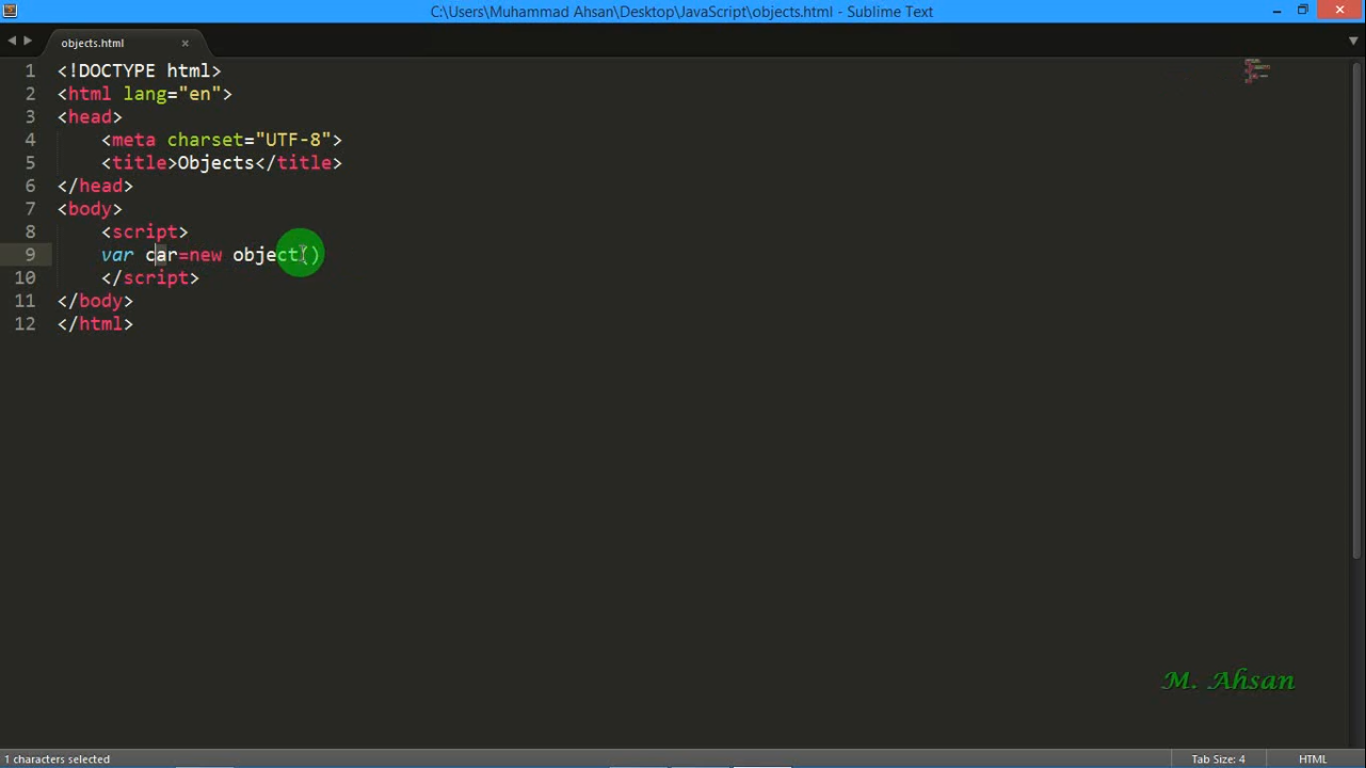 C:\Users\Muhammad Ahsan\Desktop\JavaScript\objects.html - Sublime Text
objects.html
1 <!DOCTYPE html>
2 <html lang="en">
3 <head>
4 <meta charset="UTF-8">
5 <title>Objects</title>
6 </head>
7 <body>
8 <script>
9 var car=new object()
10 </script>
11 </body>
12 </html>
M. Ahsan
1 characters selected
Tab Size: 4
HTML